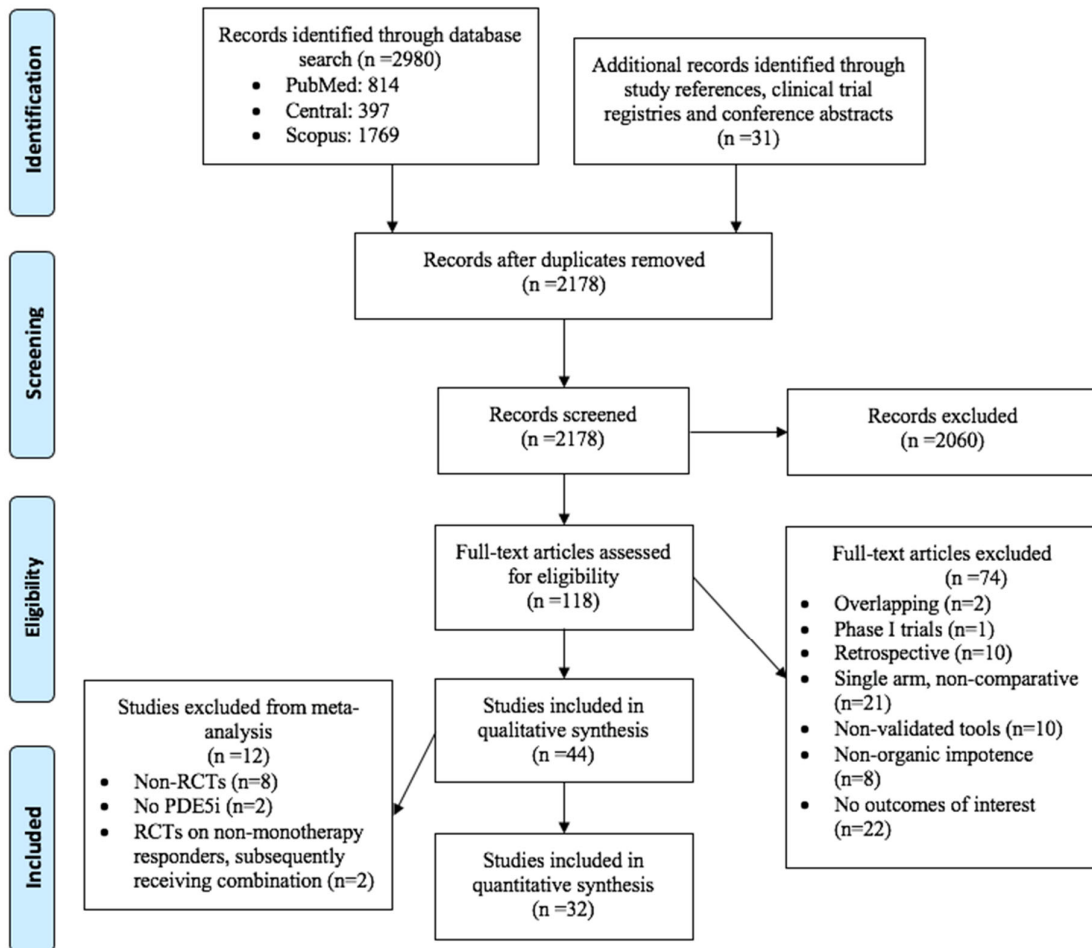 Identification
Records identified through database
search (n =2980)
• PubMed: 814
• Central: 397
• Scopus: 1769
Additional records identified through
study references, clinical trial
registries and conference abstracts
(n =31)
Screening
Records after duplicates removed
(n =2178)
Records screened
(n =2178)
Records excluded
(n =2060)
Eligibility
Full-text articles assessed
for eligibility
(n =118)
Full-text articles excluded
(n =74)
• Overlapping (n=2)
• Phase I trials (n=1)
• Retrospective (n=10)
• Single arm, non-comparative
(n=21)
• Non-validated tools (n=10)
• Non-organic impotence
(n=8)
• No outcomes of interest
(n=22)
Studies included in
qualitative synthesis
(n =44)
Studies excluded from meta-
analysis
(n =12)
• Non-RCTs (n=8)
• No PDE5i (n=2)
• RCTs on non-monotherapy
responders, subsequently
receiving combination (n=2)
Included
Studies included in
quantitative synthesis
(n =32)